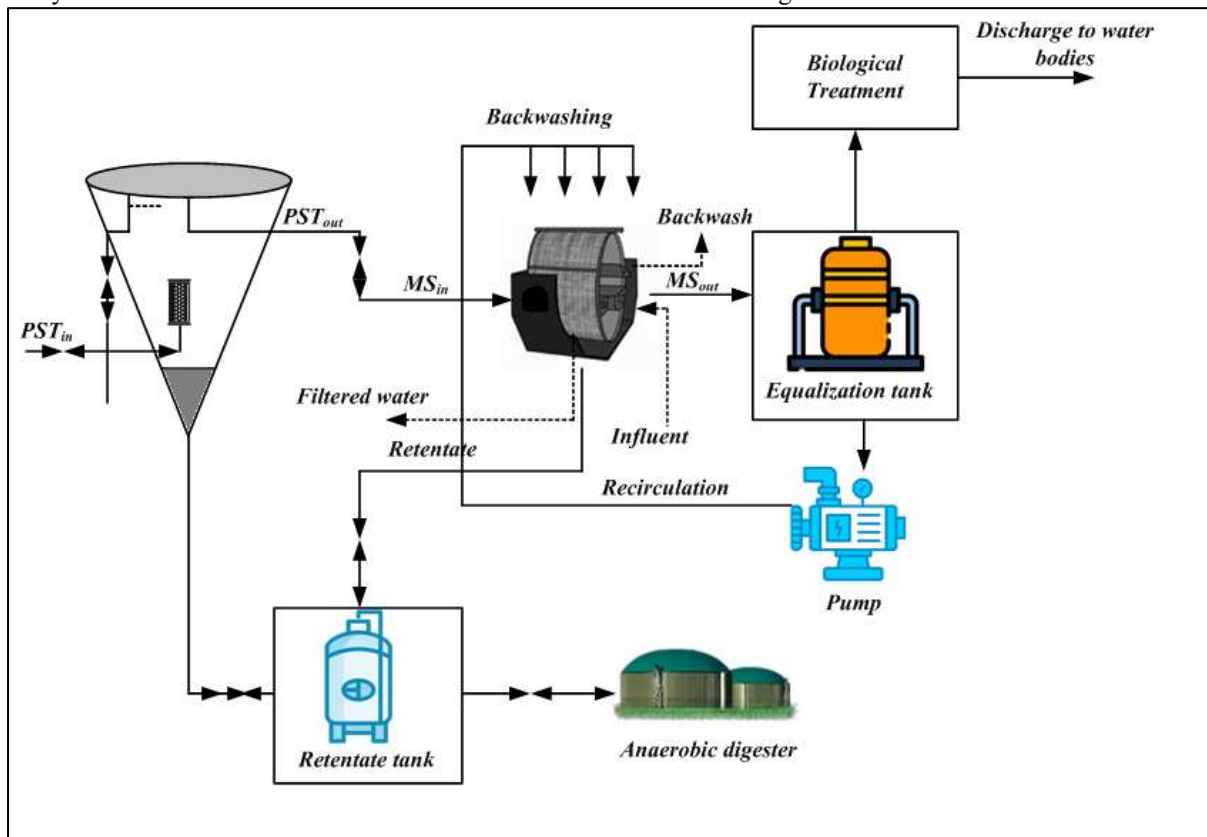 Discharge to water
bodies
Biological
Treatment
Backwashing
PSTout
Backwash
MSin
MSout
PSTin
Equalization tank
Filtered water
Influent
Retentate
Recirculation
Pump
Retentate tank
Anaerobic digester